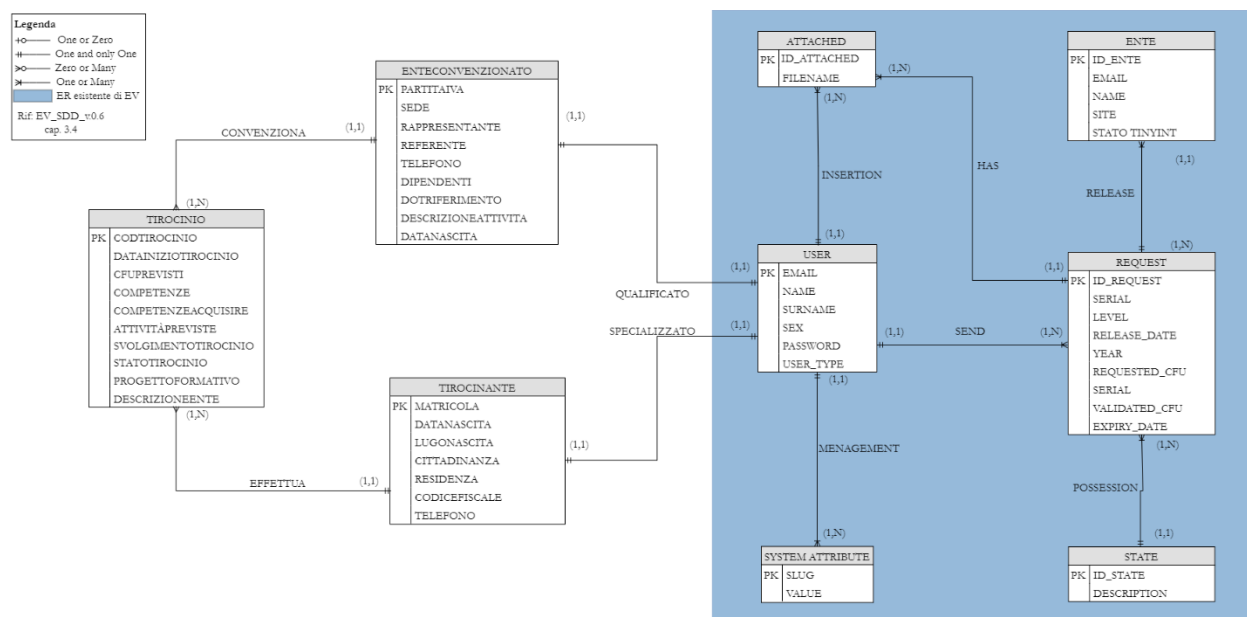 Legenda
One or Zero
One and only One
Zero or Many
One or Many
ER esistente di EV
Rif: EV_SDD_v.0.6
cap. 3.4
ENTECONVENZIONATO
PK PARTITAIVA
SEDE
RAPPRESENTANTE
REFERENTE
TELEFONO
DIPENDENTI
DOTRIFERIMENTO
DESCRIZIONEATTIVITA
DATANASCITA
CONVENZIONA
(1,1)
(1,1)
(1,N)
TIROCINIO
PK CODTIROCINIO
DATAINIZIOTIROCINIO
CFUPREVISTI
COMPETENZE
COMPETENZEACQUISIRE
ATTIVITÀPREVISTE
SVOLGIMENTOTIROCINIO
STATOTIROCINIO
PROGETTOFORMATIVO
DESCRIZIONEENTE
(1,N)
EFFETTUA
(1,1)
TIROCINANTE
PK MATRICOLA
DATANASCITA
LUGONASCITA
CITTADINANZA
RESIDENZA
CODICEFISCALE
TELEFONO
(1,1)
QUALIFICATO
(1,1)
SPECIALIZZATO
(1,1)
ATTACHED
PK ID_ATTACHED
FILENAME
(1,N)
(1,N)
INSERTION
HAS
(1,1)
USER
PK EMAIL
NAME
SURNAME
SEX
PASSWORD
USER_TYPE
(1,1)
(1,1)
SEND
(1,N)
(1,1)
MENAGEMENT
(1,N)
SYSTEM ATTRIBUTE
PK SLUG
VALUE
ENTE
PK ID_ENTE
EMAIL
NAME
SITE
STATO TINYINT
(1,1)
RELEASE
(1,N)
REQUEST
PK ID_REQUEST
SERIAL
LEVEL
RELEASE_DATE
YEAR
REQUESTED_CFU
SERIAL
VALIDATED_CFU
EXPIRY_DATE
(1,N)
POSSESSION
(1,1)
STATE
PK ID_STATE
DESCRIPTION